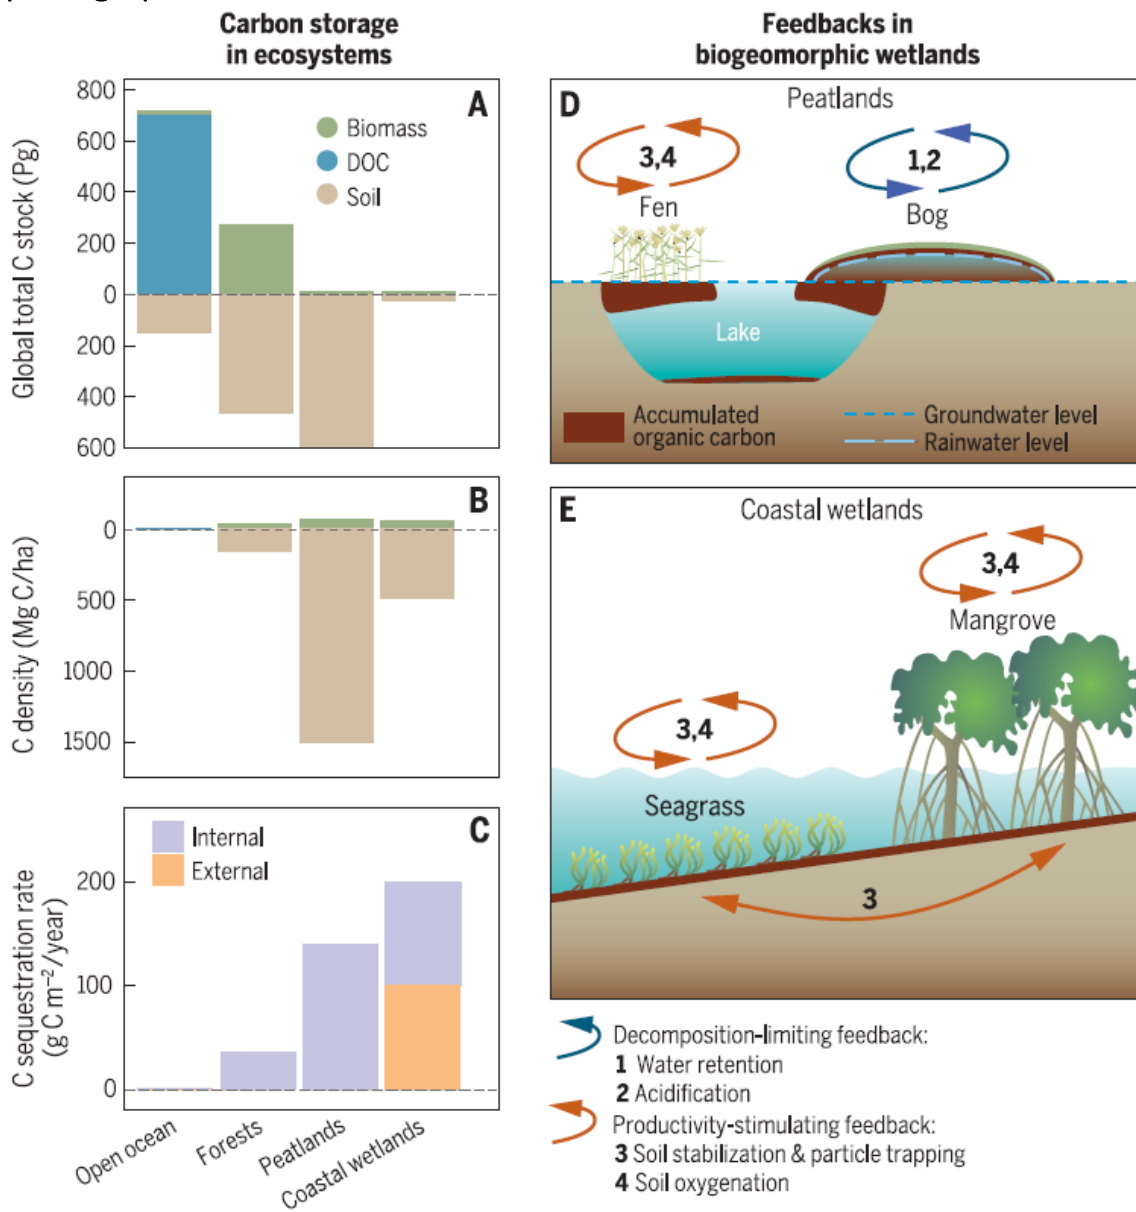 Carbon storage
in ecosystems
A
Global total C stock (Pg)
800
600
400
200
0
200
400
600
Biomass
DOC
Soil
B
C density (Mg C/ha)
0
500
1000
1500
C
C sequestration rate
(g C m⁻²/year)
200
100
0
Internal
External
Open ocean
Forests
Peatlands
Coastal wetlands
Feedbacks in
biogeomorphic wetlands
D
Peatlands
3,4
Fen
1,2
Bog
Lake
Accumulated
organic carbon
Groundwater level
Rainwater level
E
Coastal wetlands
3,4
Mangrove
3,4
Seagrass
3
Decomposition-limiting feedback:
1 Water retention
2 Acidification
Productivity-stimulating feedback:
3 Soil stabilization & particle trapping
4 Soil oxygenation